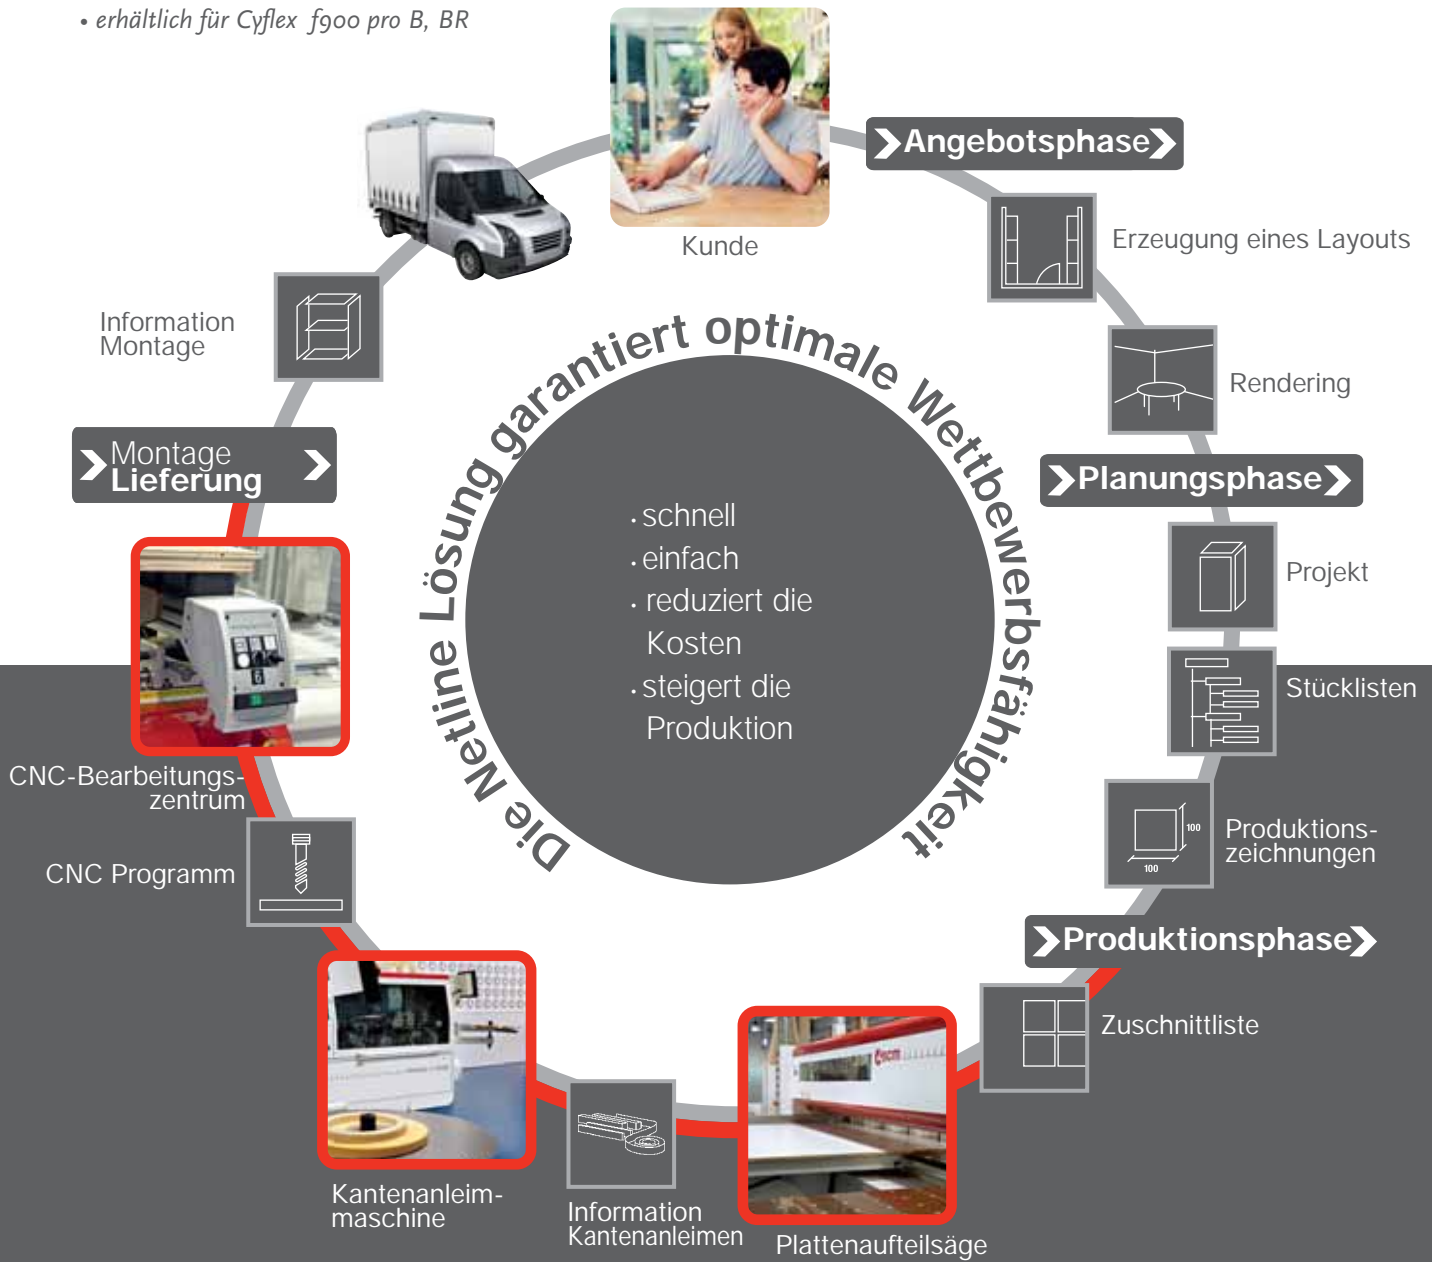 • erhältlich für Cyflex f900 pro B, BR
Kunde
Angebotsphase
Erzeugung eines Layouts
Rendering
Planungsphase
Projekt
Stücklisten
100
100
Produktions-
zeichnungen
Produktionsphase
Zuschnittliste
scm
Plattenaufteilsäge
Information
Kantenanleimen
Kantenanleim-
maschine
CNC Programm
CNC-Bearbeitungs-
zentrum
6
Montage
Lieferung
Information
Montage
Die Netline Lösung garantiert optimale Wettbewerbsfähigkeit
• schnell
• einfach
• reduziert die
Kosten
• steigert die
Produktion